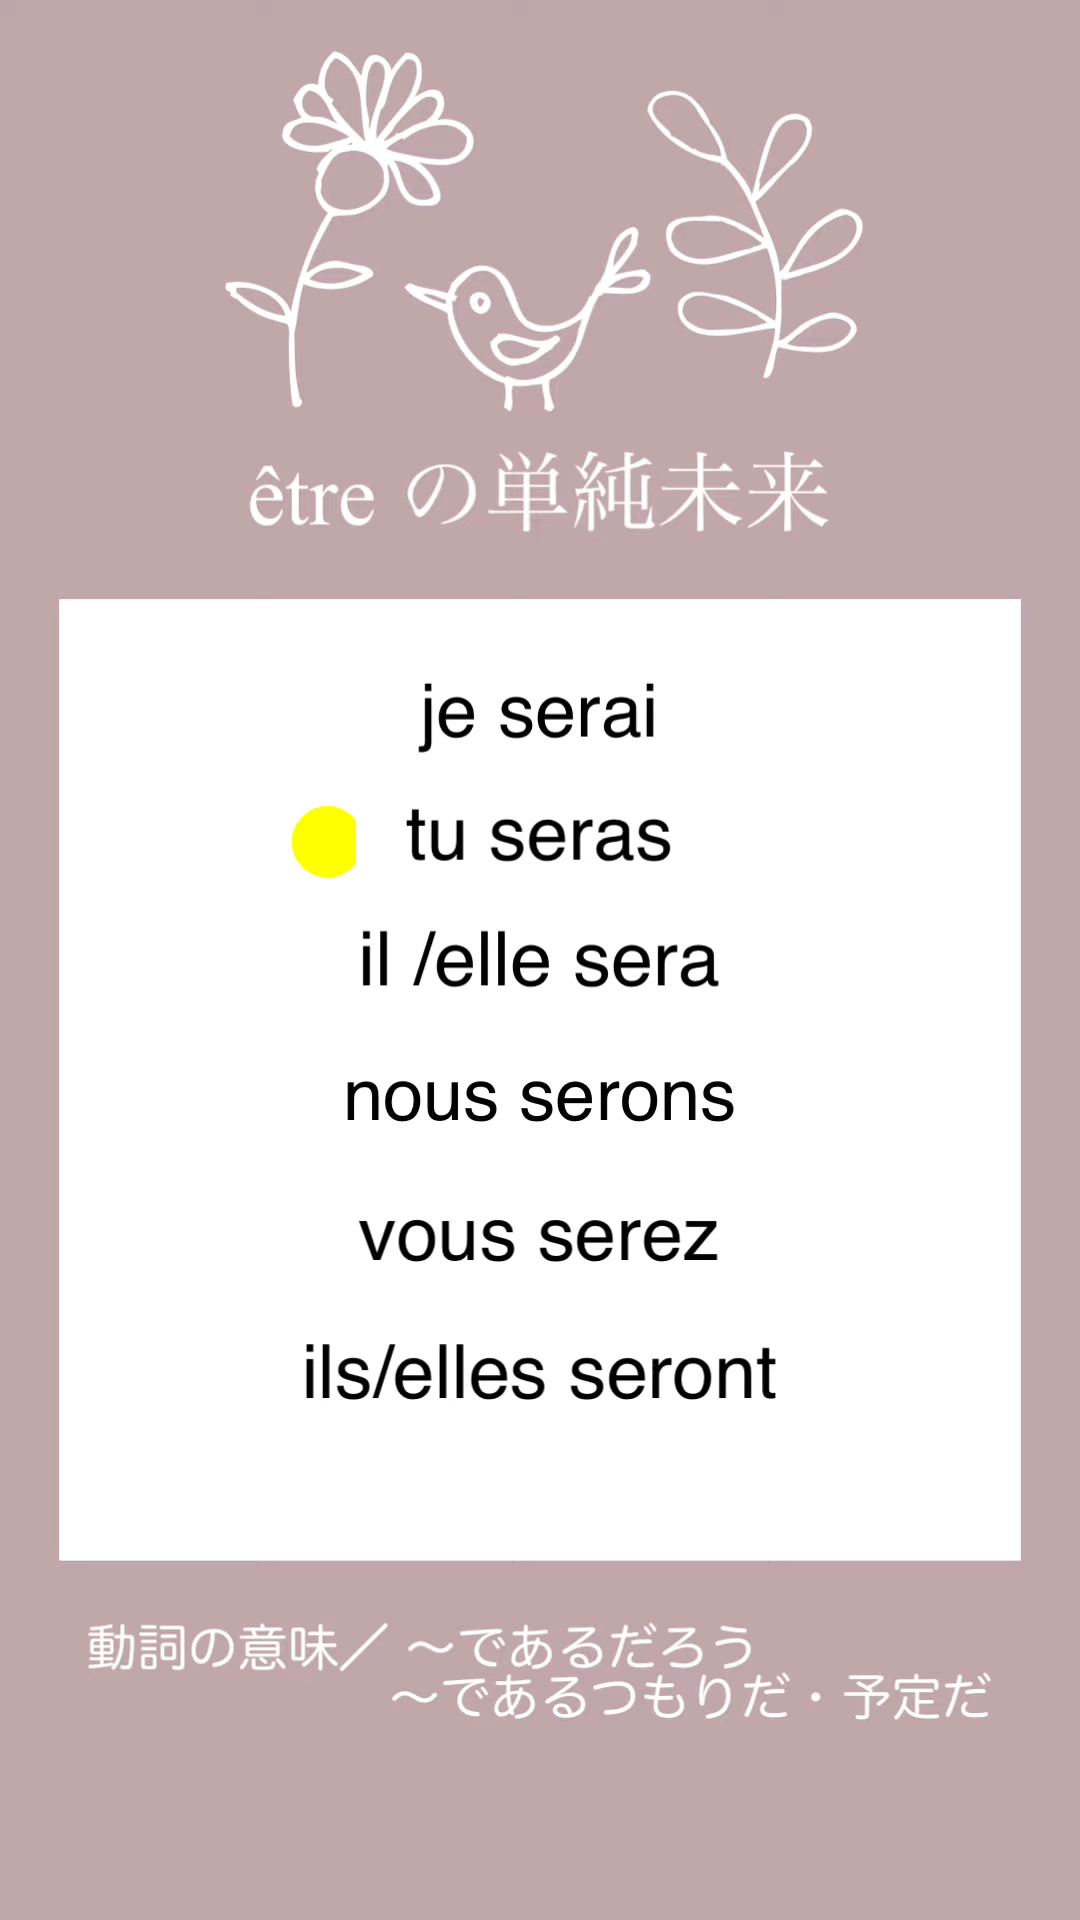 être の単純未来
je serai
tu seras
il /elle sera
nous serons
vous serez
ils/elles seront
動詞の意味／ 〜であるだろう
〜であるつもりだ・予定だ